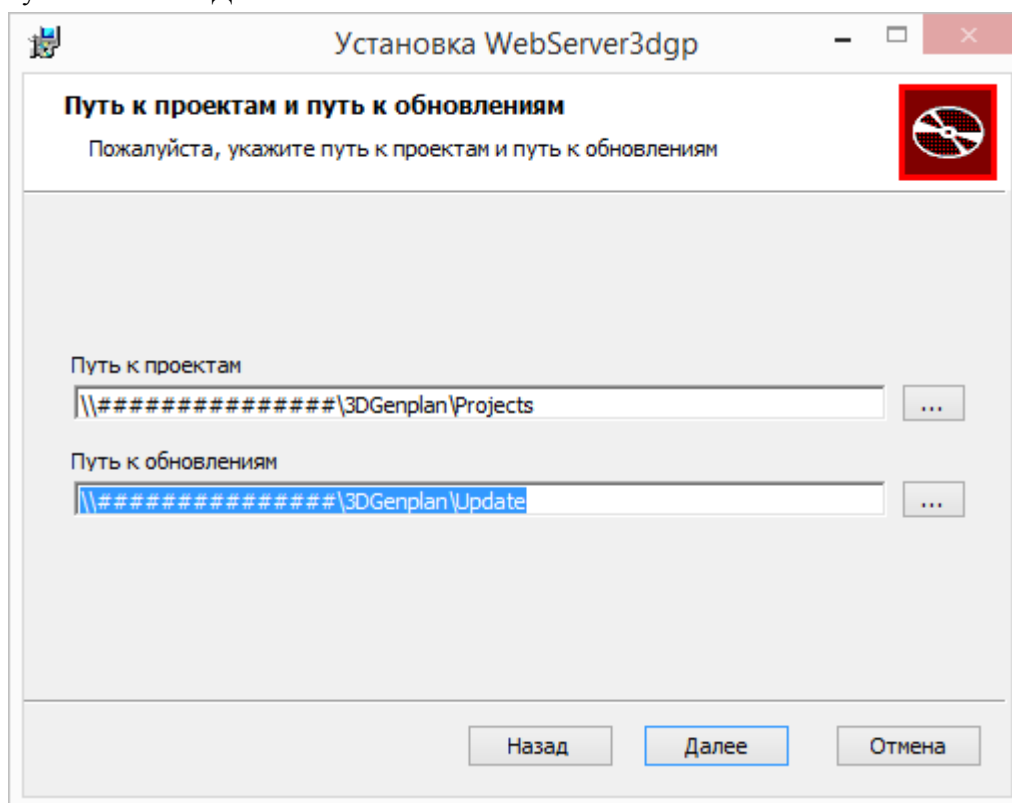 Установка WebServer3dgp
Путь к проектам и путь к обновлениям
Пожалуйста, укажите путь к проектам и путь к обновлениям
Путь к проектам
\\###############\3DGenplan\Projects
...
Путь к обновлениям
\\###############\3DGenplan\Update
...
Назад
Далее
Отмена